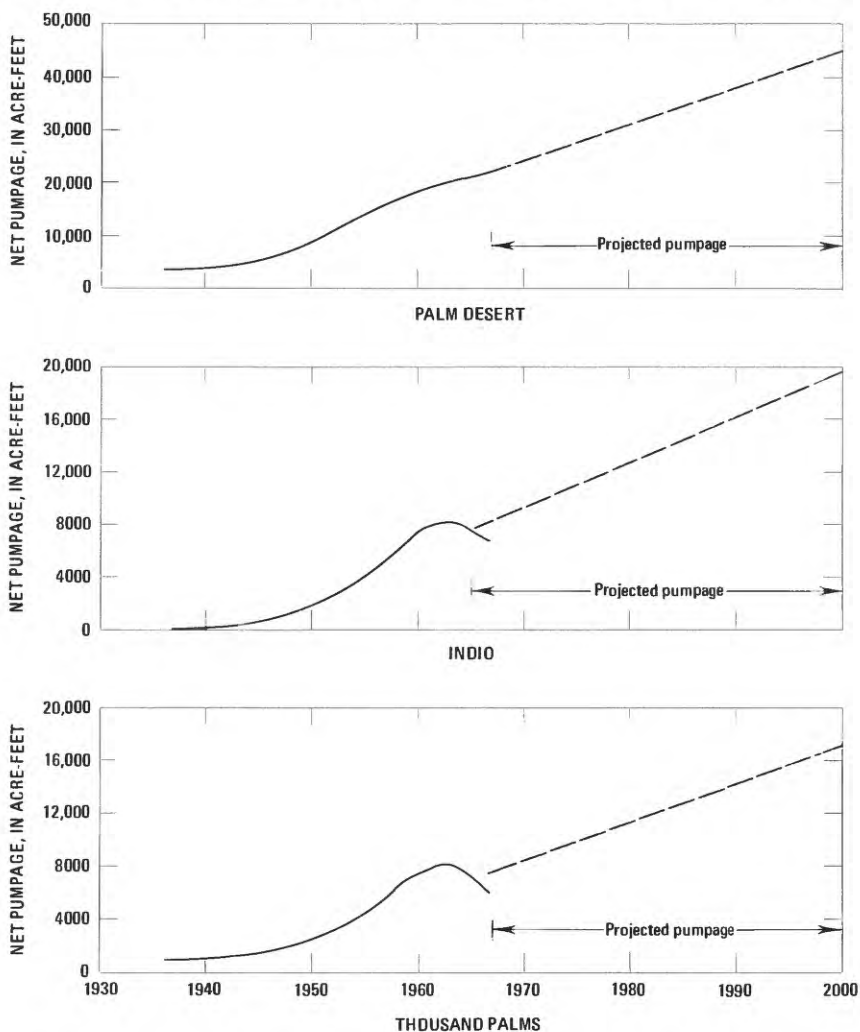 50,000
40,000
30,000
20,000
10,000
0
NET PUMPAGE, IN ACRE-FEET
Projected pumpage
PALM DESERT
20,000
16,000
12,000
8000
4000
0
NET PUMPAGE, IN ACRE-FEET
Projected pumpage
INDIO
20,000
16,000
12,000
8000
4000
0
NET PUMPAGE, IN ACRE-FEET
Projected pumpage
1930 1940 1950 1960 1970 1980 1990 2000
THOUSAND PALMS